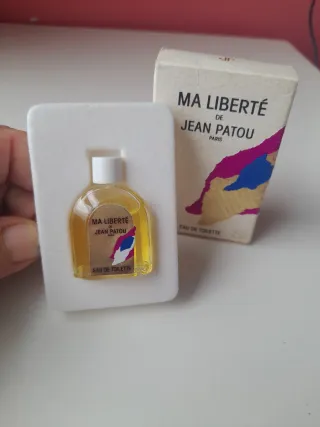 MA LIBERTÉ
DE
JEAN PATOU
PARIS
EAU DE TOILETTE
MA LIBERTÉ
DE
JEAN PATOU
PARIS
EAU DE TOILETTE